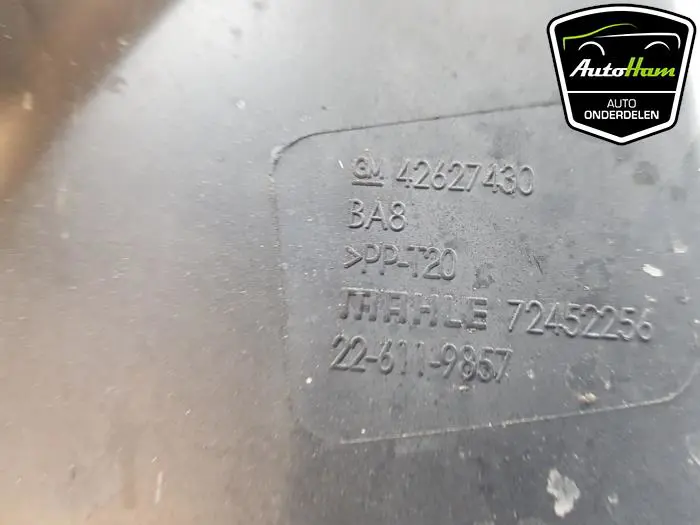 AutoHam
AUTO
ONDERDELEN
GM 42627430
BA8
>PP-T20
MAHLE 72452256
22-611-9857